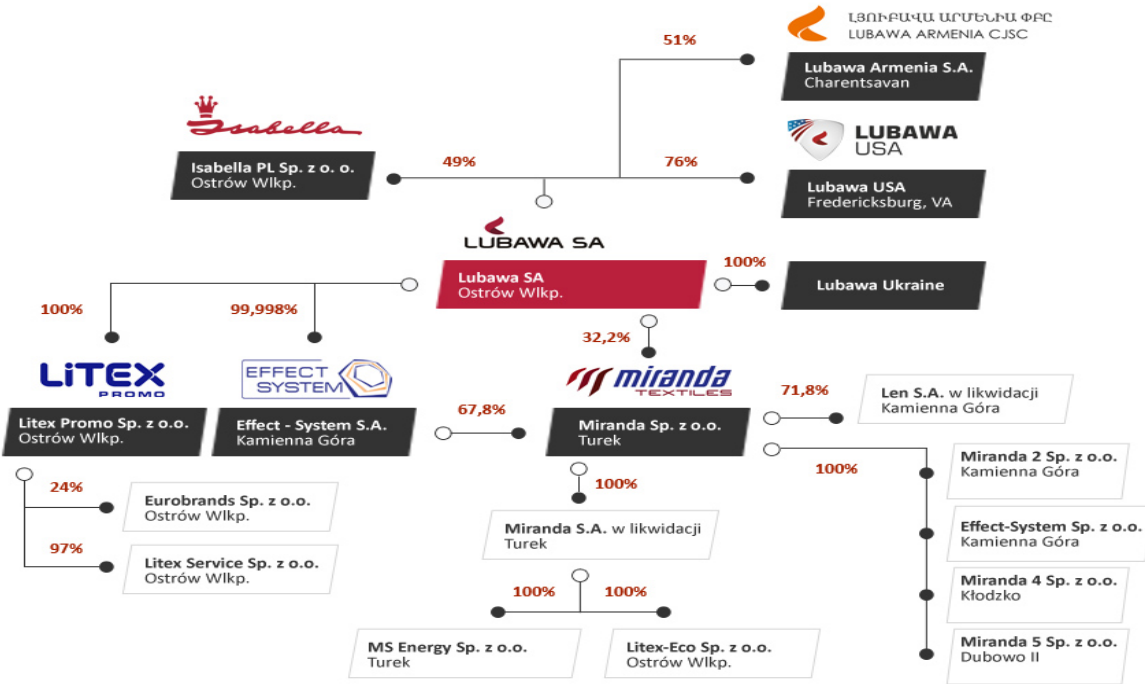 ԼՅՈՒԲԱՎԱ ԱՐՄԵՆԻԱ ՓԲԸ
LUBAWA ARMENIA CJSC
51%
Lubawa Armenia S.A.
Charentsavan
Isabella
Isabella PL Sp. z o. o.
Ostrów Wlkp.
49%
76%
LUBAWA
USA
Lubawa USA
Fredericksburg, VA
LUBAWA SA
Lubawa SA
Ostrów Wlkp.
100%
Lubawa Ukraine
100%
99,998%
32,2%
LiTEX
PROMO
EFFECT
SYSTEM
miranda
TEXTILES
Litex Promo Sp. z o.o.
Ostrów Wlkp.
Effect - System S.A.
Kamienna Góra
67,8%
Miranda Sp. z o.o.
Turek
71,8%
Len S.A. w likwidacji
Kamienna Góra
24%
Eurobrands Sp. z o.o.
Ostrów Wlkp.
97%
Litex Service Sp. z o.o.
Ostrów Wlkp.
100%
Miranda S.A. w likwidacji
Turek
100%
100%
MS Energy Sp. z o.o.
Turek
Litex-Eco Sp. z o.o.
Ostrów Wlkp.
100%
Miranda 2 Sp. z o.o.
Kamienna Góra
Effect-System Sp. z o.o.
Kamienna Góra
Miranda 4 Sp. z o.o.
Kłodzko
Miranda 5 Sp. z o.o.
Dubowo II